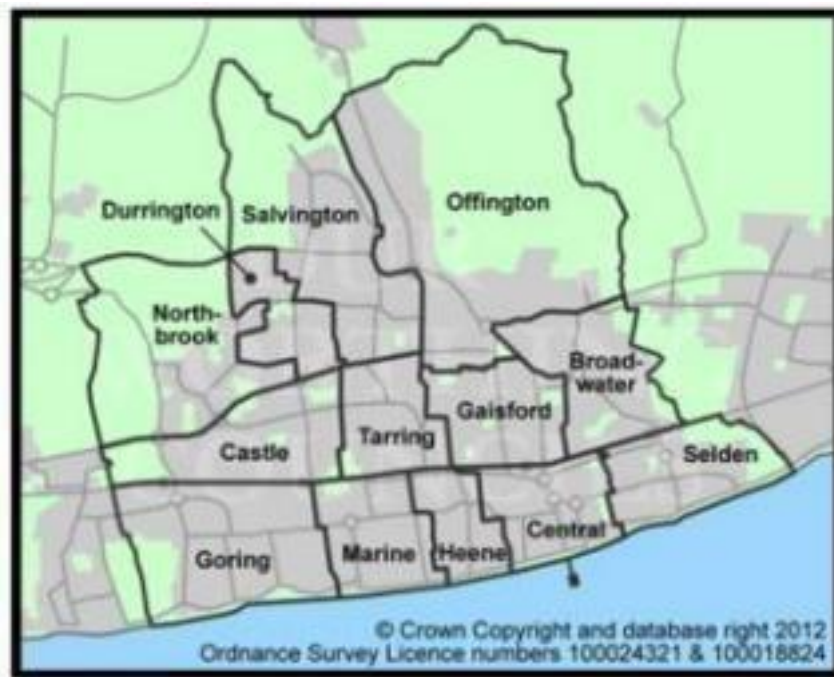 Durrington
Salvington
Offington
North-
brook
Broad-
water
Gaisford
Tarring
Castle
Selden
Central
Goring
Marine
Heene
© Crown Copyright and database right 2012
Ordnance Survey Licence numbers 100024321 & 100018824